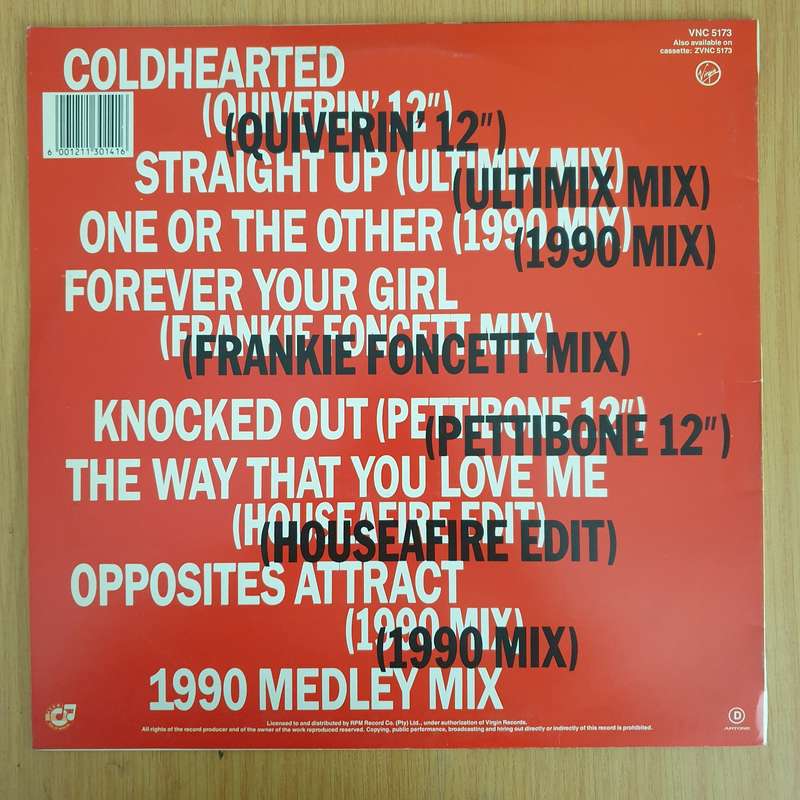 VNC 5173
Also available on
cassette: ZVNC 5173
Virgin
COLDHEARTED
6 001211 301416
(QUIVERIN' 12")
(QUIVERIN' 12")
STRAIGHT UP (ULTIMIX MIX)
(ULTIMIX MIX)
ONE OR THE OTHER (1990 MIX)
(1990 MIX)
FOREVER YOUR GIRL
(FRANKIE FONCETT MIX)
(FRANKIE FONCETT MIX)
KNOCKED OUT (PETTIBONE 12")
(PETTIBONE 12")
THE WAY THAT YOU LOVE ME
(HOUSEAFIRE EDIT)
(HOUSEAFIRE EDIT)
OPPOSITES ATTRACT
(1990 MIX)
(1990 MIX)
1990 MEDLEY MIX
Licensed to and distributed by RPM Record Co. (Pty) Ltd., under authorization of Virgin Records.
All rights of the record producer and of the owner of the work reproduced reserved. Copying, public performance, broadcasting and hiring out directly or indirectly of this record is prohibited.
D
ARTONE